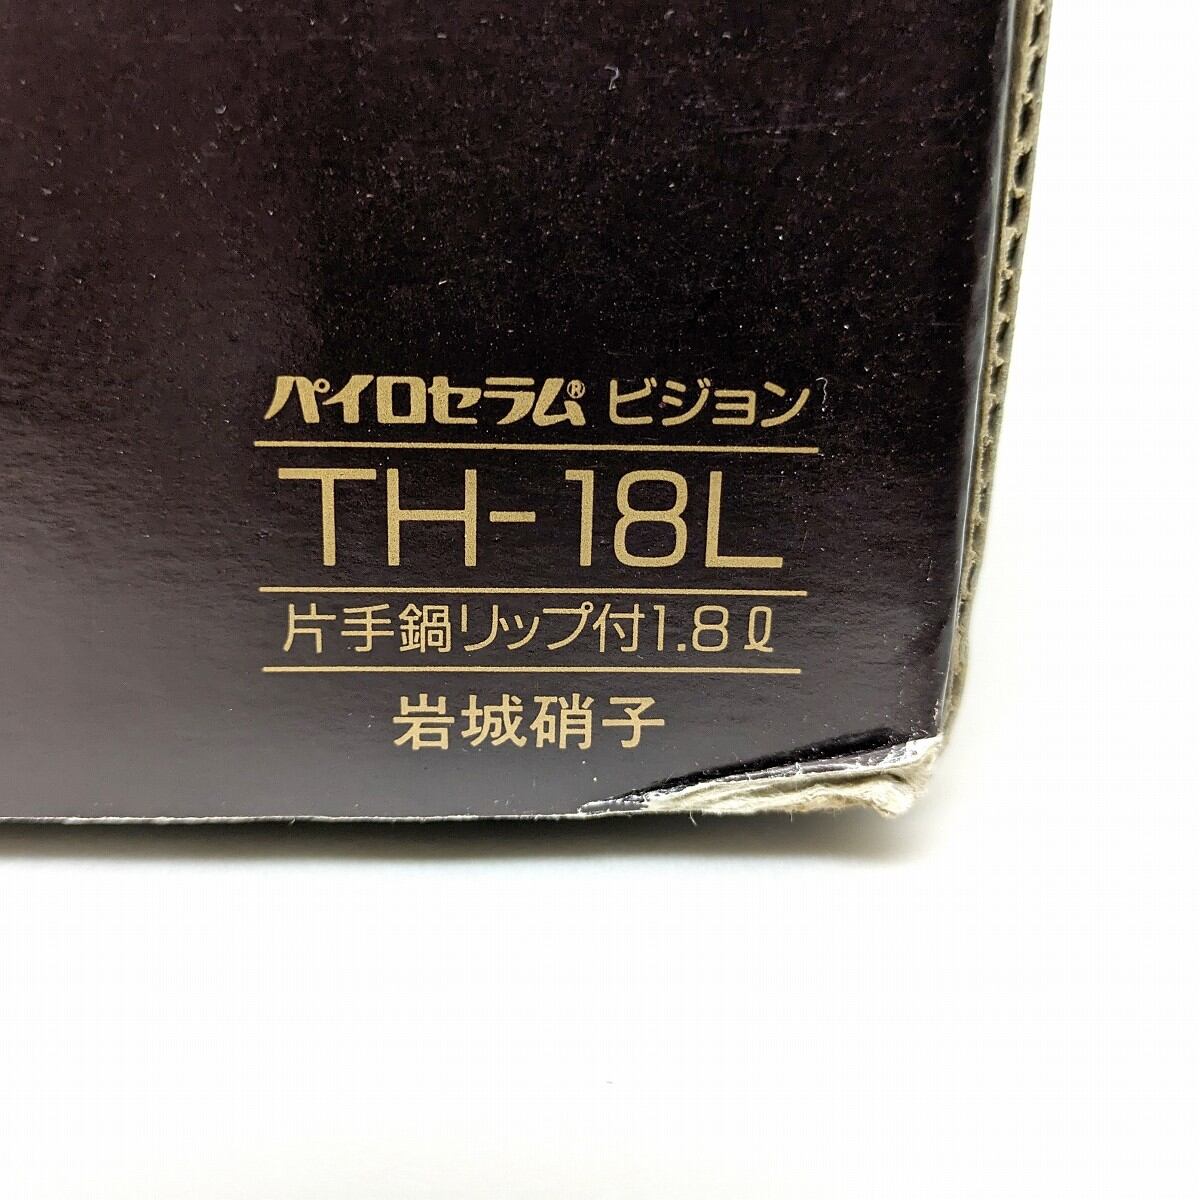 パイロセラム® ビジョン
TH-18L
片手鍋リップ付1.8ℓ
岩城硝子